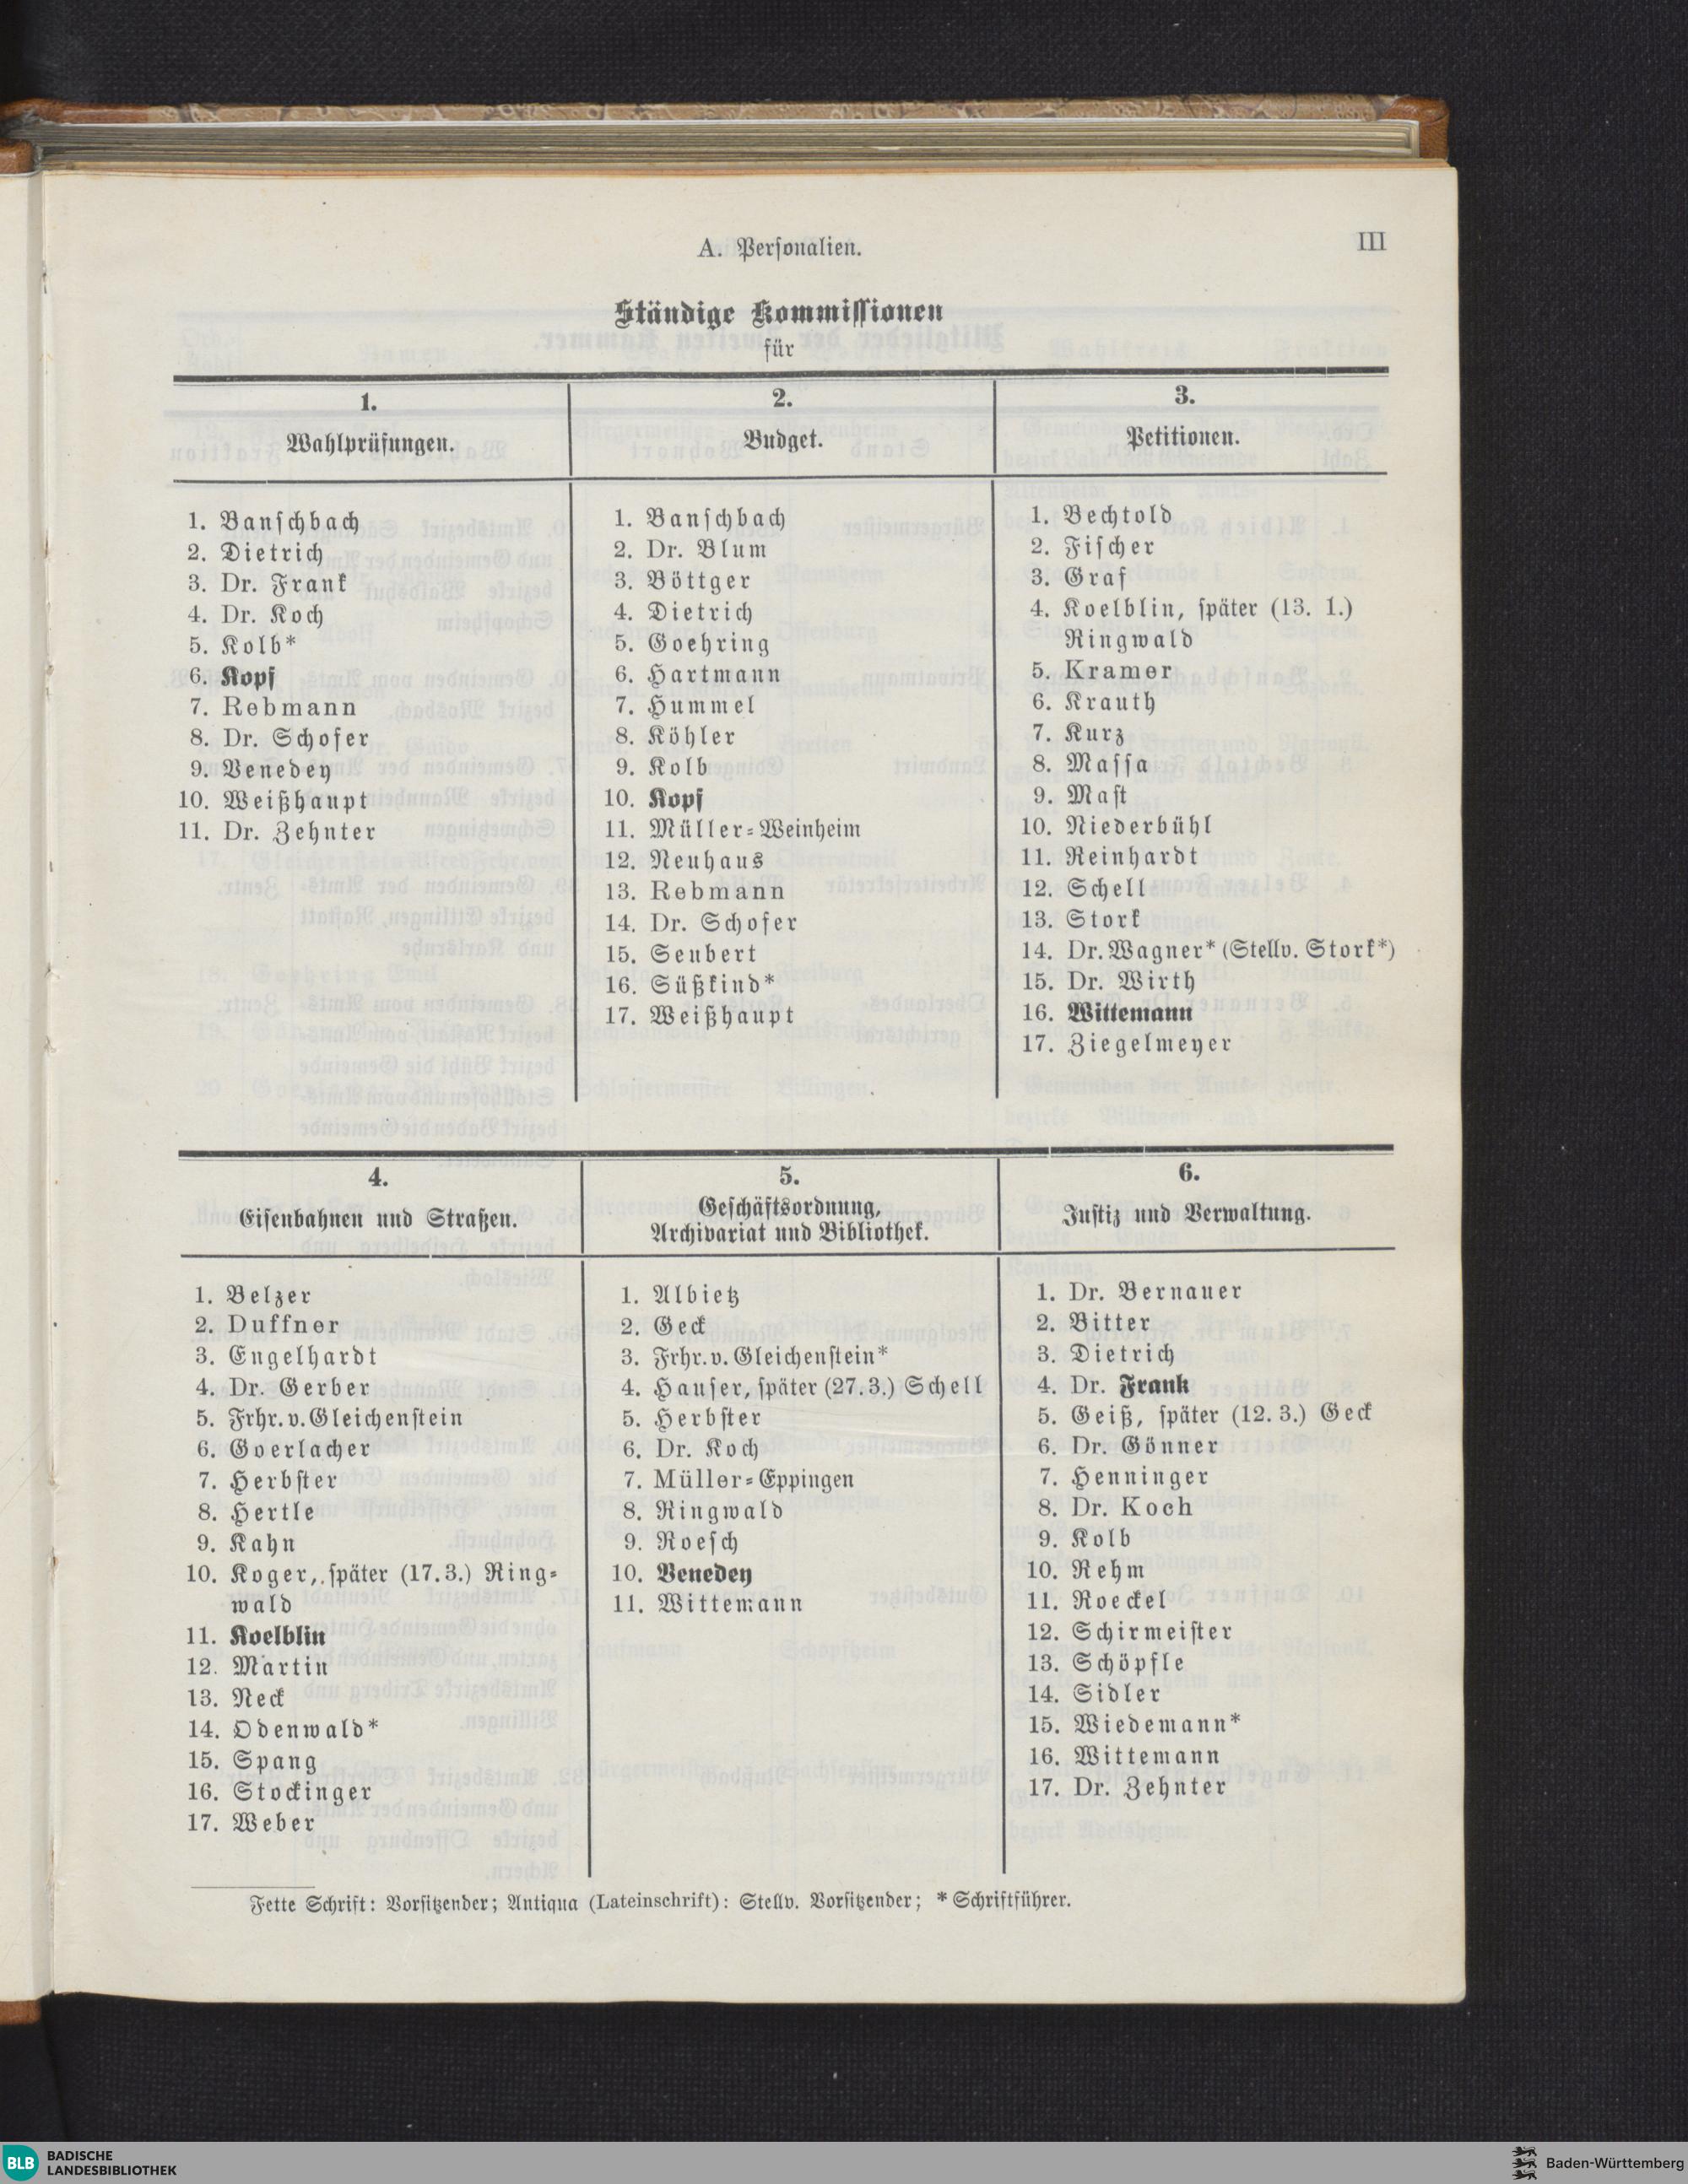 A. Personalien.
III
Ständige Kommissionen
für
1.
Wahlprüfungen.
1. Banschbach
2. Dietrich
3. Dr. Frank
4. Dr. Koch
5. Kolb*
6. Kopf
7. Rebmann
8. Dr. Schofer
9. Venedey
10. Weißhaupt
11. Dr. Zehnter
2.
Budget.
1. Banschbach
2. Dr. Blum
3. Böttger
4. Dietrich
5. Goehring
6. Hartmann
7. Hummel
8. Köhler
9. Kolb
10. Kopf
11. Müller-Weinheim
12. Neuhaus
13. Rebmann
14. Dr. Schofer
15. Seubert
16. Süßkind*
17. Weißhaupt
3.
Petitionen.
1. Bechtold
2. Fischer
3. Graf
4. Koelblin, später (13. 1.)
Ringwald
5. Kramer
6. Krauth
7. Kurz
8. Massa
9. Mast
10. Niederbühl
11. Reinhardt
12. Schell
13. Stork
14. Dr. Wagner* (Stellv. Stork*)
15. Dr. Wirth
16. Wittemann
17. Ziegelmeyer
4.
Eisenbahnen und Straßen.
1. Belzer
2. Duffner
3. Engelhardt
4. Dr. Gerber
5. Frhr. v. Gleichenstein
6. Goerlacher
7. Herbster
8. Hertle
9. Kahn
10. Koger, später (17. 3.) Ring-
wald
11. Koelblin
12. Martin
13. Neck
14. Odenwald*
15. Spang
16. Stockinger
17. Weber
5.
Geschäftsordnung,
Archivariat und Bibliothek.
1. Albietz
2. Geck
3. Frhr. v. Gleichenstein*
4. Hauser, später (27. 3.) Schell
5. Herbster
6. Dr. Koch
7. Müller-Eppingen
8. Ringwald
9. Roesch
10. Venedey
11. Wittemann
6.
Justiz und Verwaltung.
1. Dr. Bernauer
2. Bitter
3. Dietrich
4. Dr. Frank
5. Geiß, später (12. 3.) Geck
6. Dr. Gönner
7. Henninger
8. Dr. Koch
9. Kolb
10. Rehm
11. Roeckel
12. Schirmeister
13. Schöpfle
14. Sidler
15. Wiedemann*
16. Wittemann
17. Dr. Zehnter
Fette Schrift: Vorsitzender; Antiqua (Lateinschrift): Stellv. Vorsitzender; * Schriftführer.
BLB
BADISCHE
LANDESBIBLIOTHEK
Baden-Württemberg